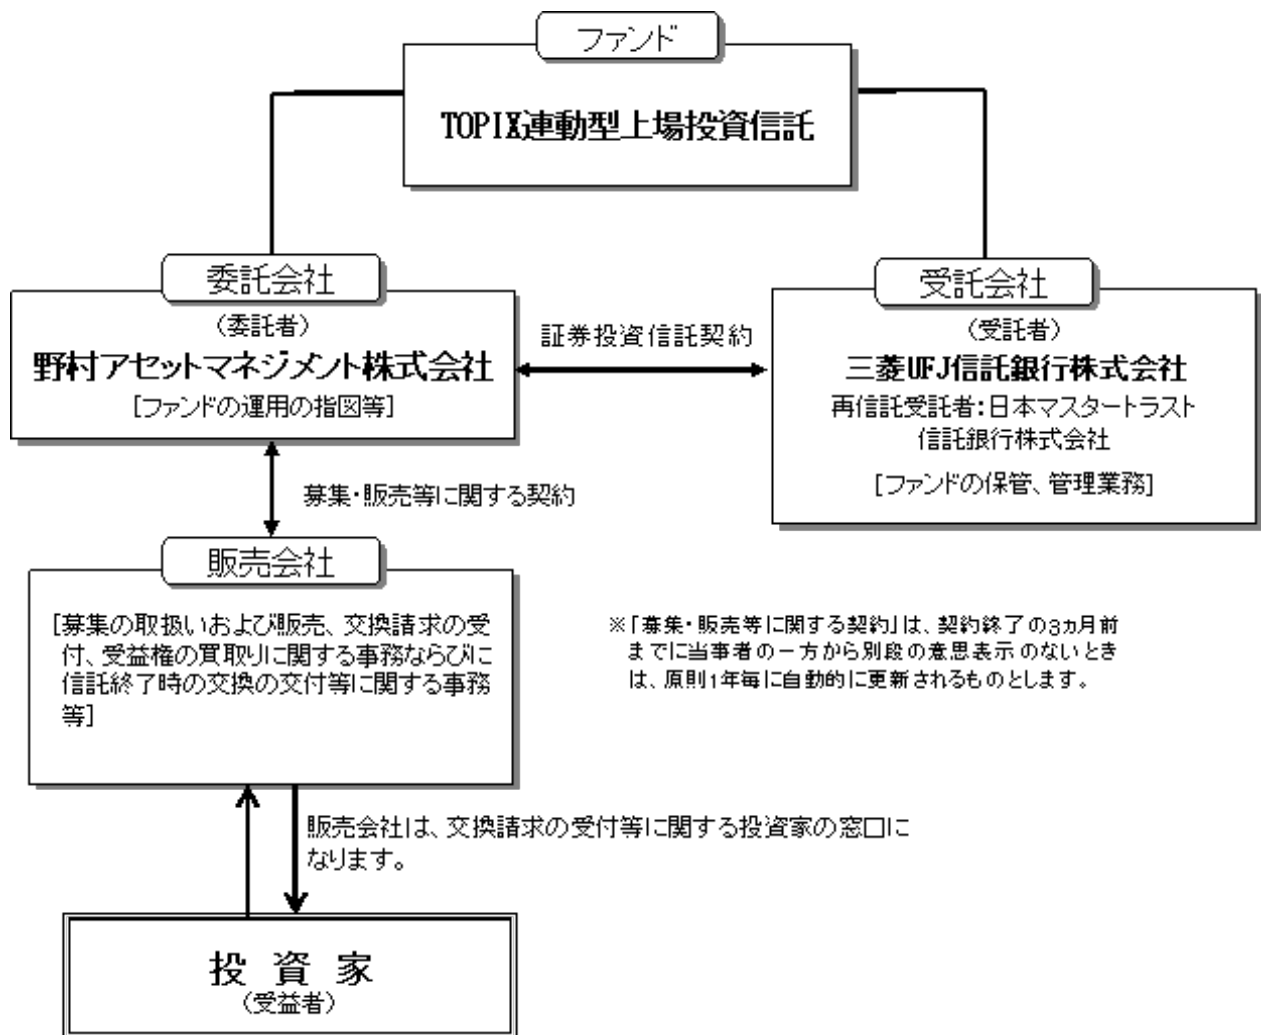 ファンド
TOPIX連動型上場投資信託
委託会社
(委託者)
野村アセットマネジメント株式会社
[ファンドの運用の指図等]
証券投資信託契約
受託会社
(受託者)
三菱UFJ信託銀行株式会社
再信託受託者:日本マスタートラスト
信託銀行株式会社
[ファンドの保管、管理業務]
募集・販売等に関する契約
販売会社
[募集の取扱いおよび販売、交換請求の受
付、受益権の買取りに関する事務ならびに
信託終了時の交換の交付等に関する事務
等]
※「募集・販売等に関する契約」は、契約終了の3ヵ月前
までに当事者の一方から別段の意思表示のないとき
は、原則1年毎に自動的に更新されるものとします。
販売会社は、交換請求の受付等に関する投資家の窓口に
なります。
投 資 家
(受益者)